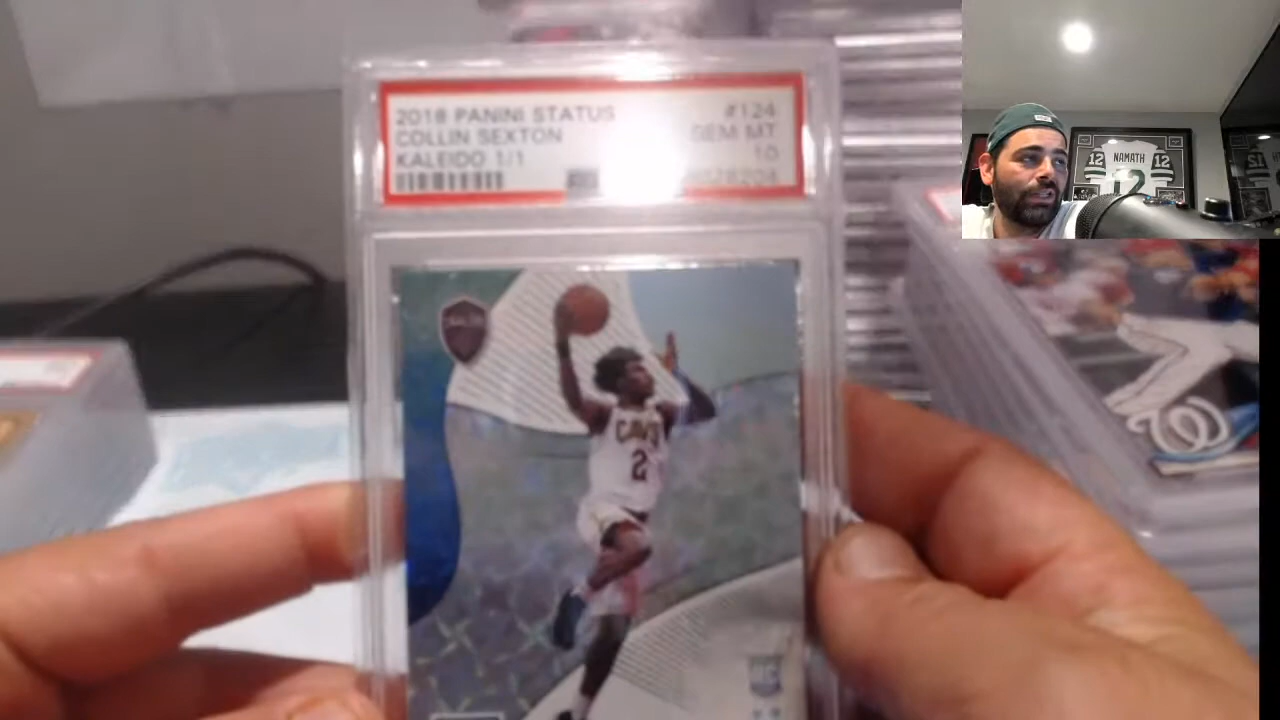 2018 PANINI STATUS #124
COLLIN SEXTON GEM MT
KALEIDO 1/1 10
CAVS
2
12 NAMATH 12
12